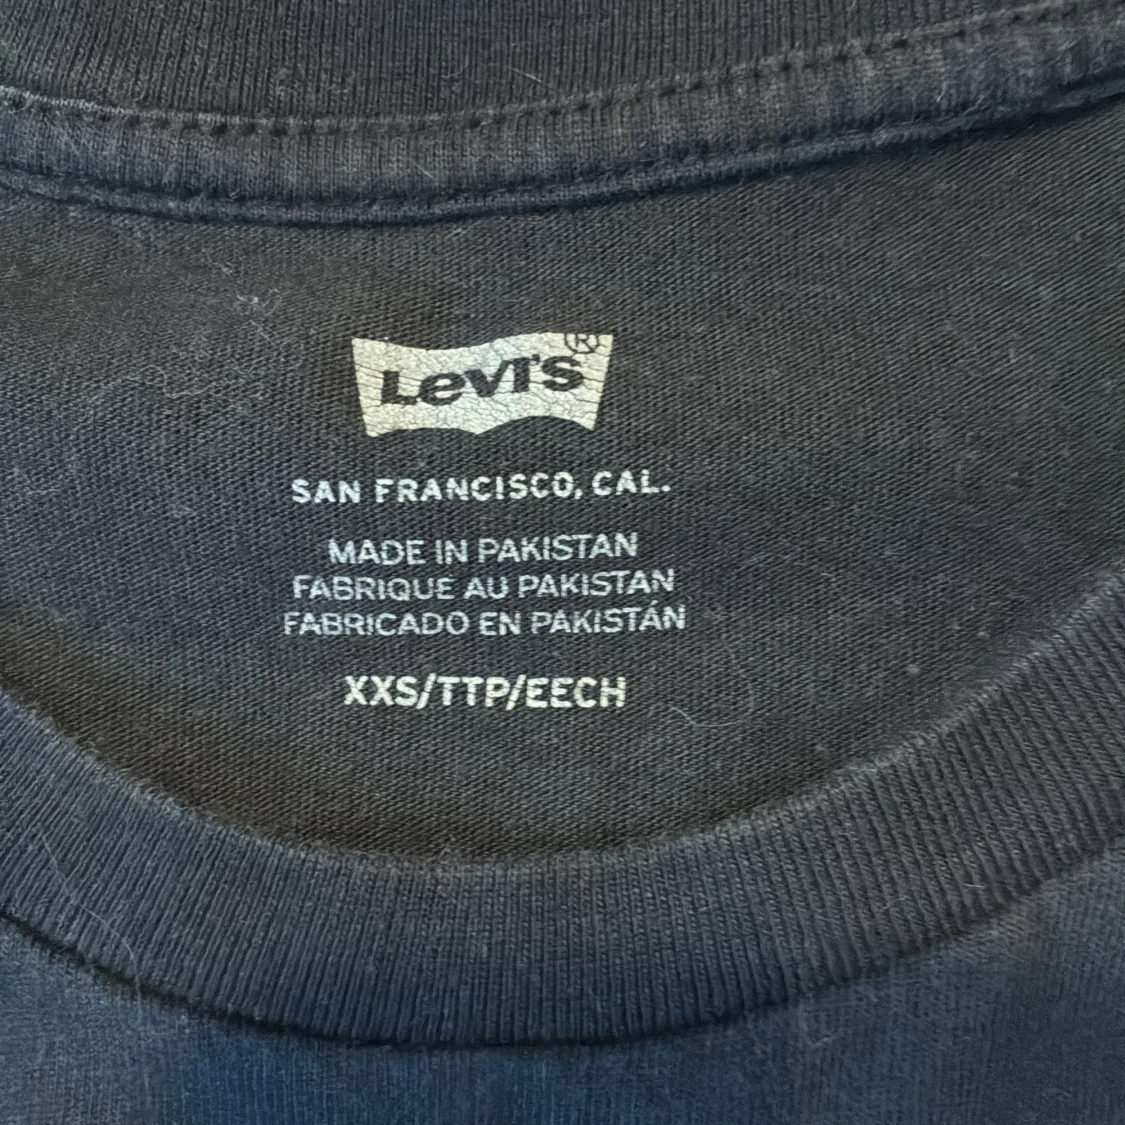 Levi's ®
SAN FRANCISCO, CAL.
MADE IN PAKISTAN
FABRIQUE AU PAKISTAN
FABRICADO EN PAKISTÁN
XXS/TTP/EECH